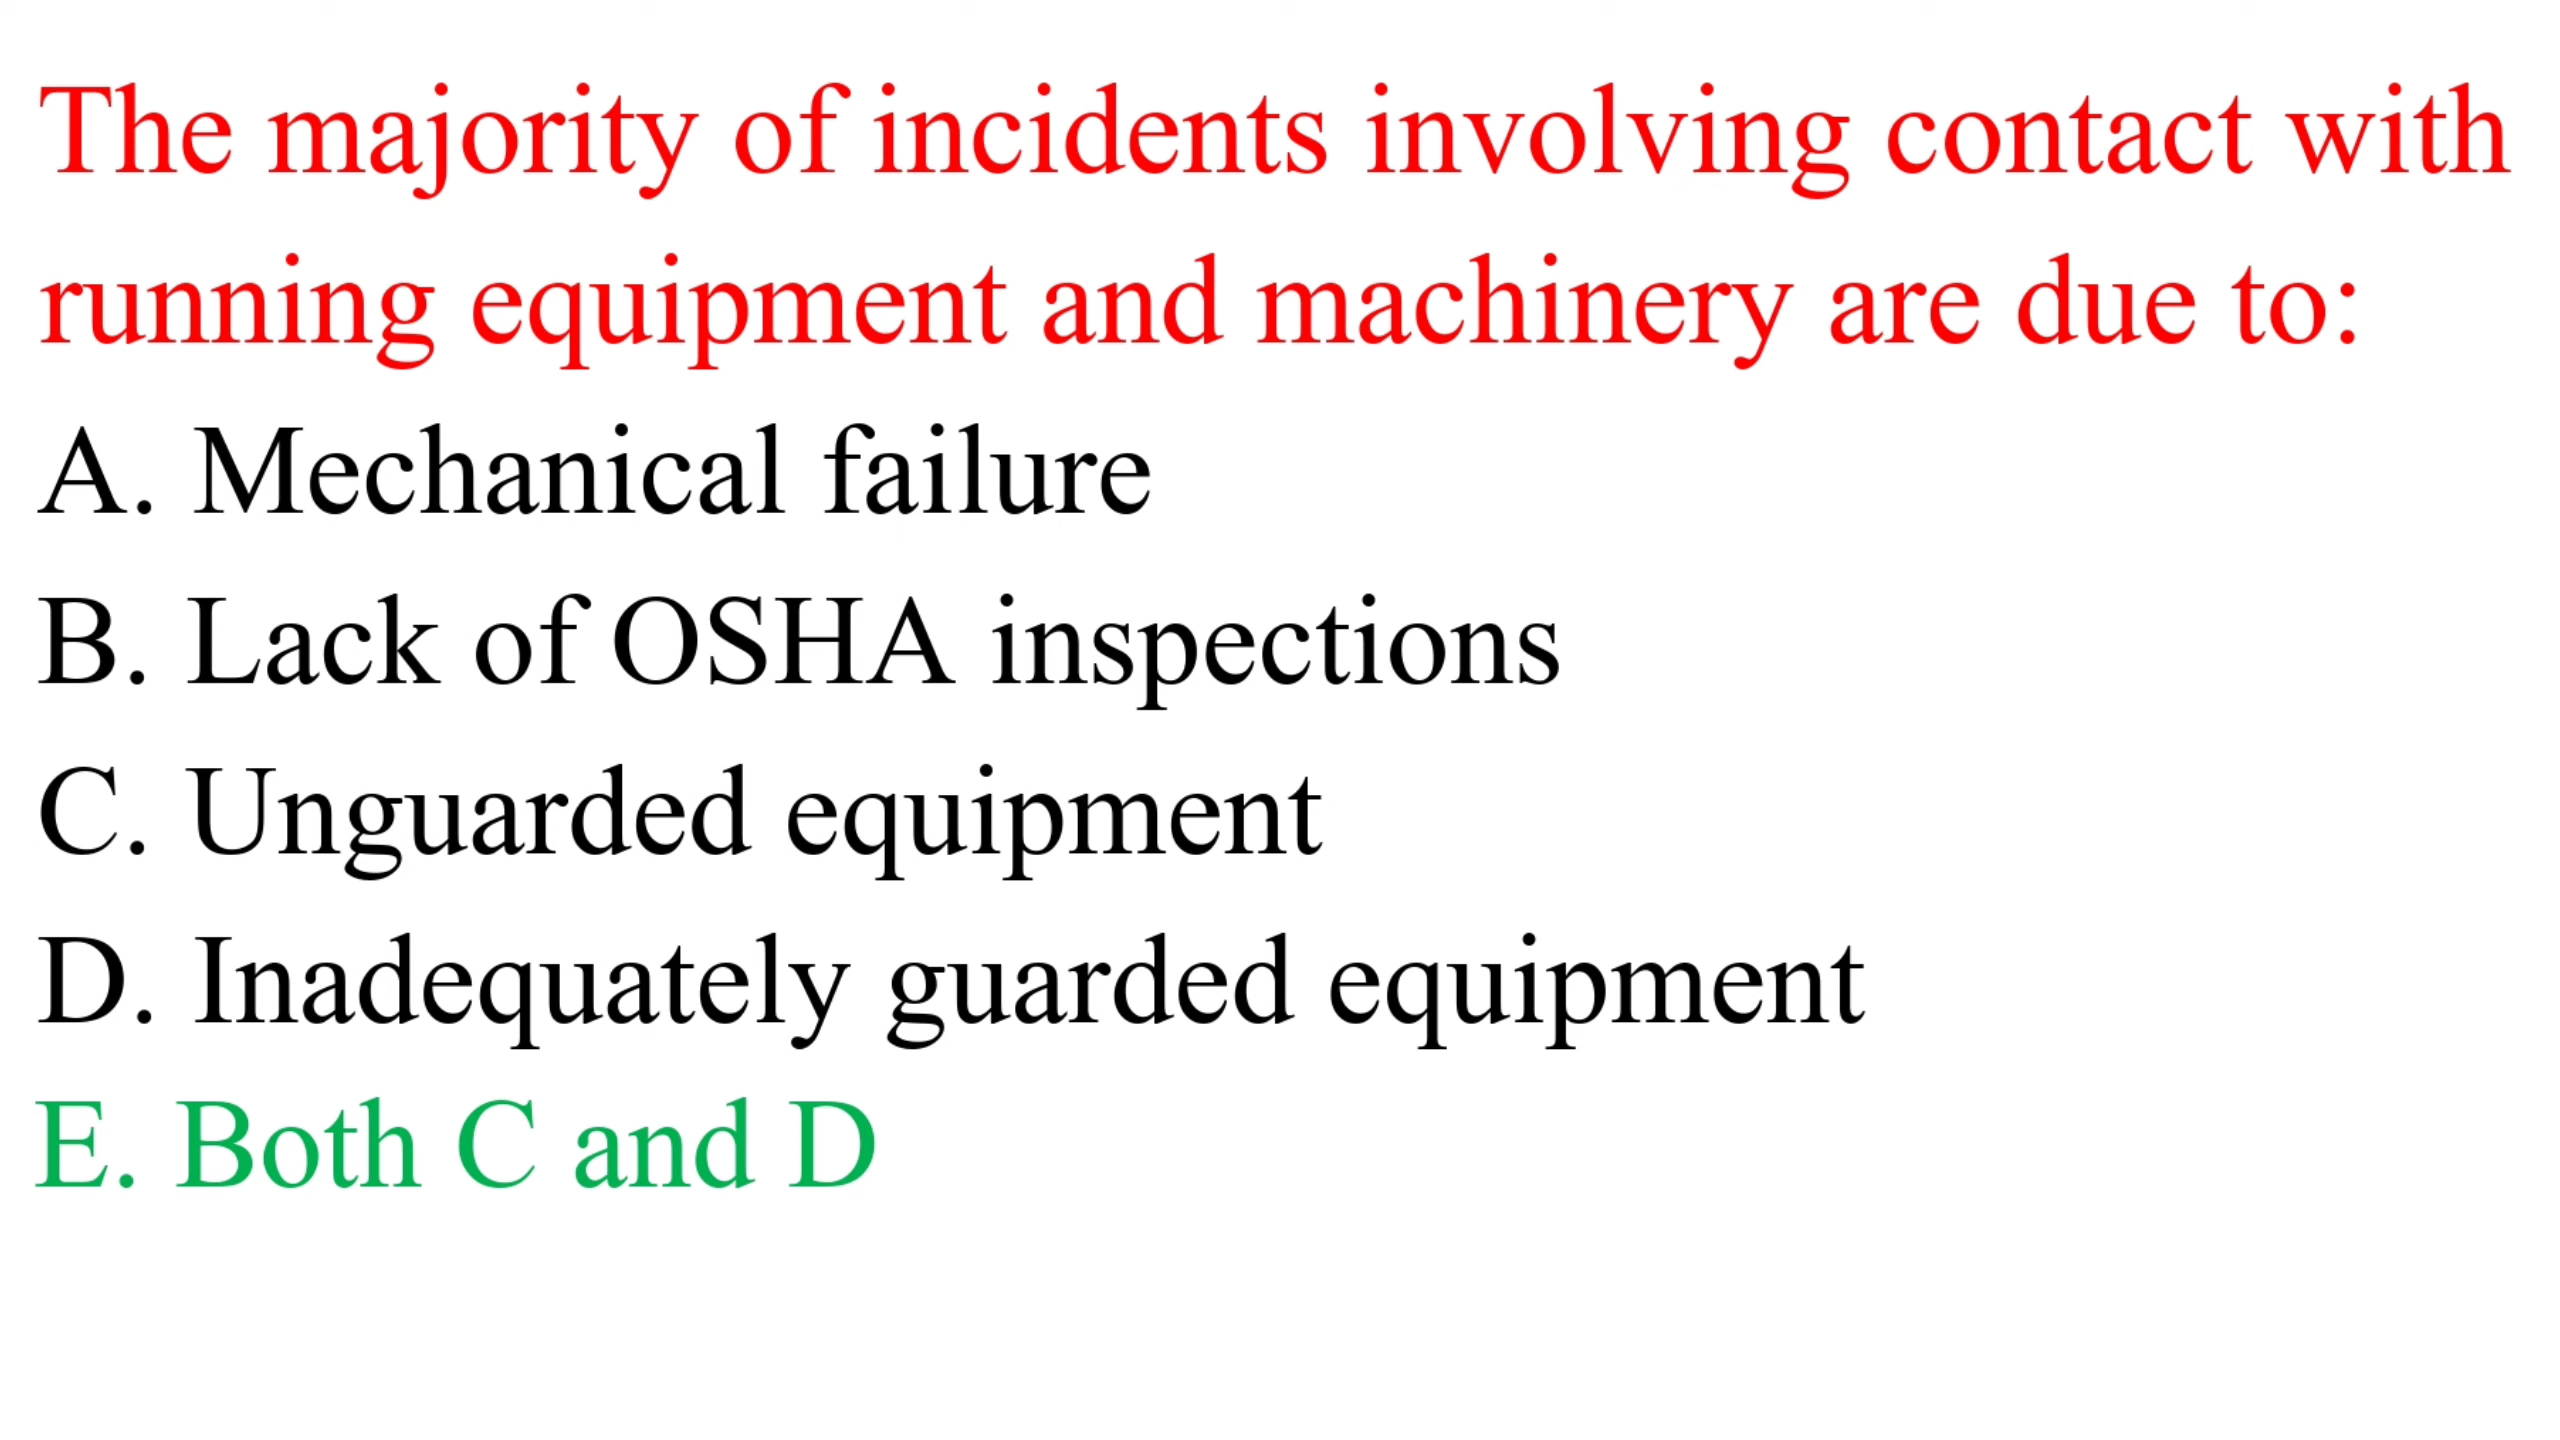 The majority of incidents involving contact with
running equipment and machinery are due to:
A. Mechanical failure
B. Lack of OSHA inspections
C. Unguarded equipment
D. Inadequately guarded equipment
E. Both C and D